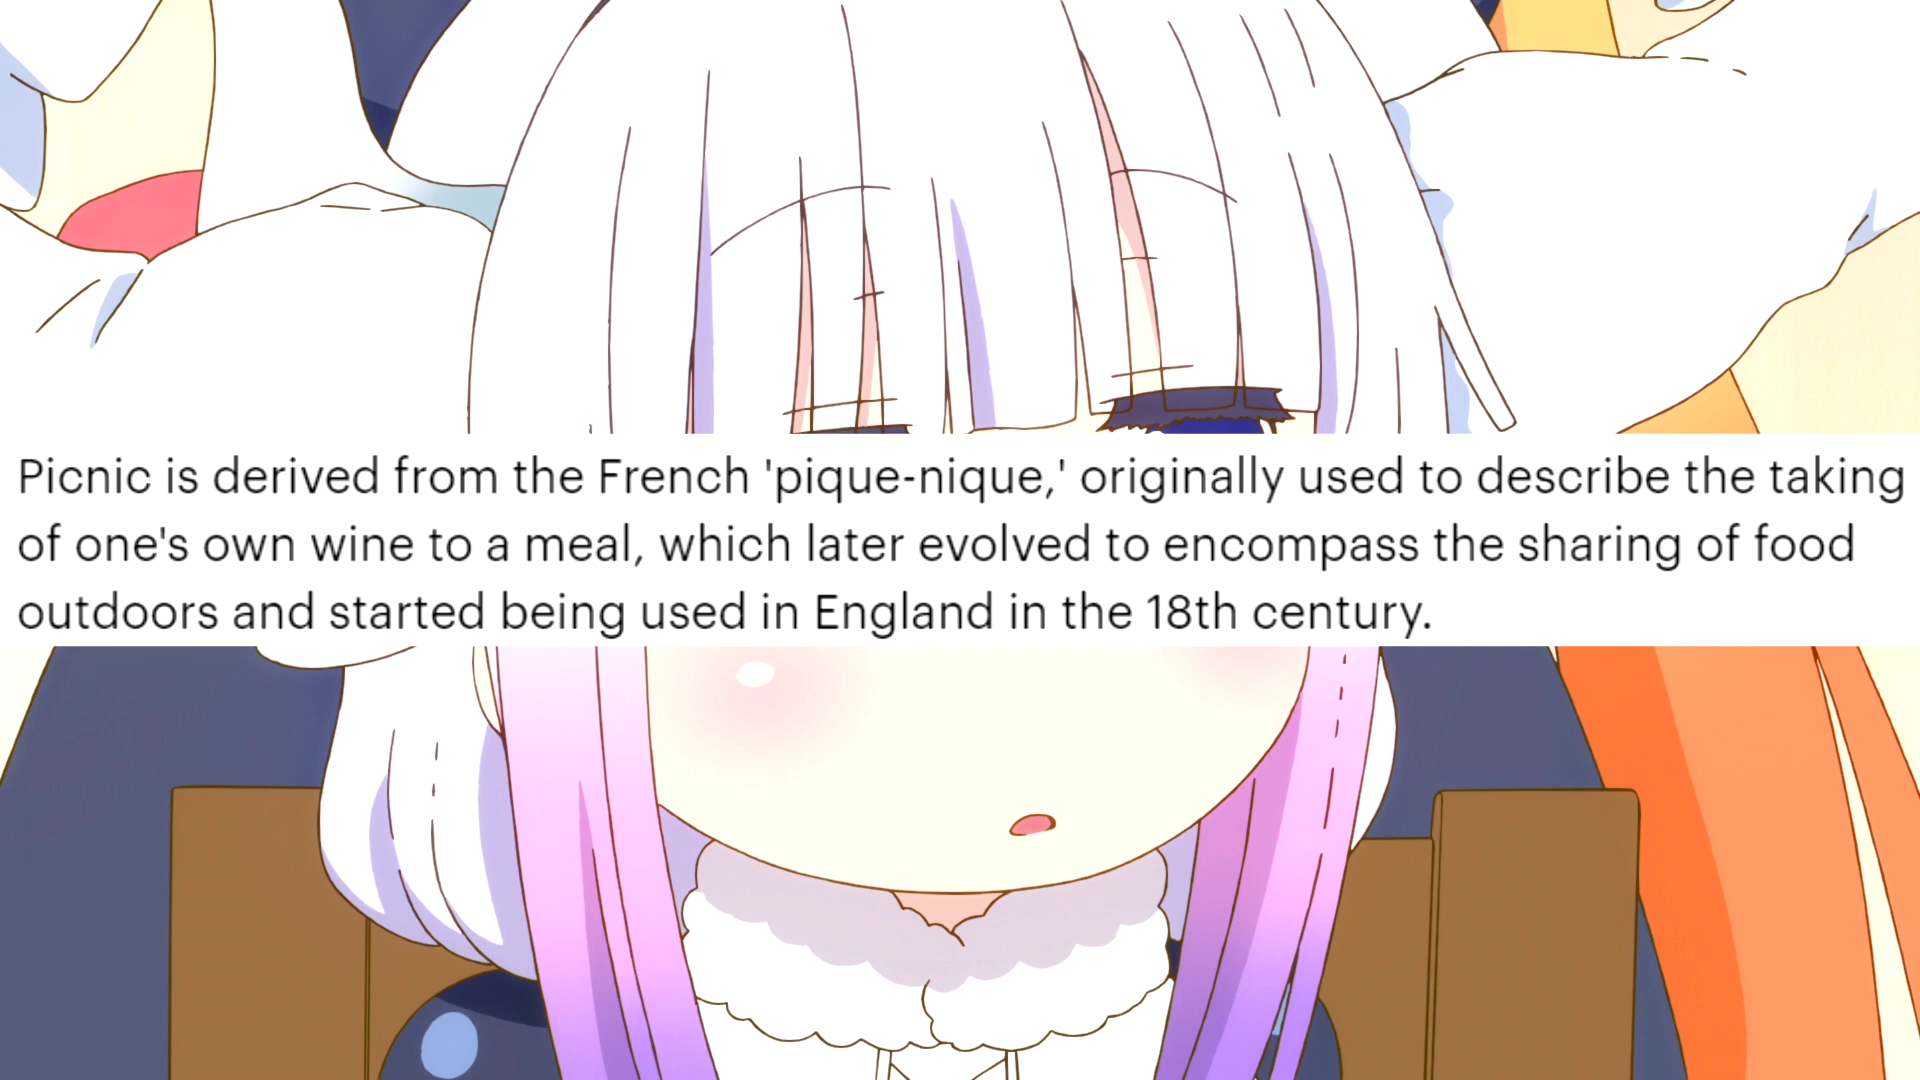 Picnic is derived from the French 'pique-nique,' originally used to describe the taking
of one's own wine to a meal, which later evolved to encompass the sharing of food
outdoors and started being used in England in the 18th century.